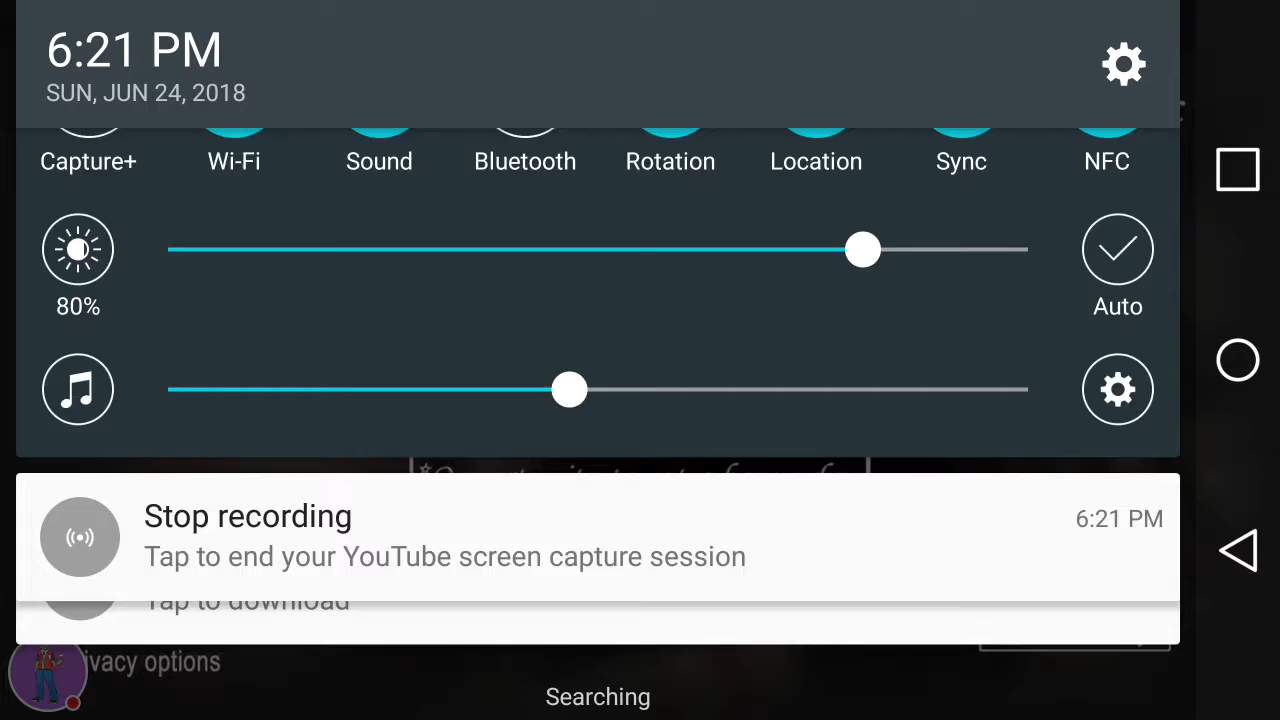 6:21 PM
SUN, JUN 24, 2018
Capture+ Wi-Fi Sound Bluetooth Rotation Location Sync NFC
80% Auto
Stop recording 6:21 PM
Tap to end your YouTube screen capture session
Tap to download
ivacy options
Searching